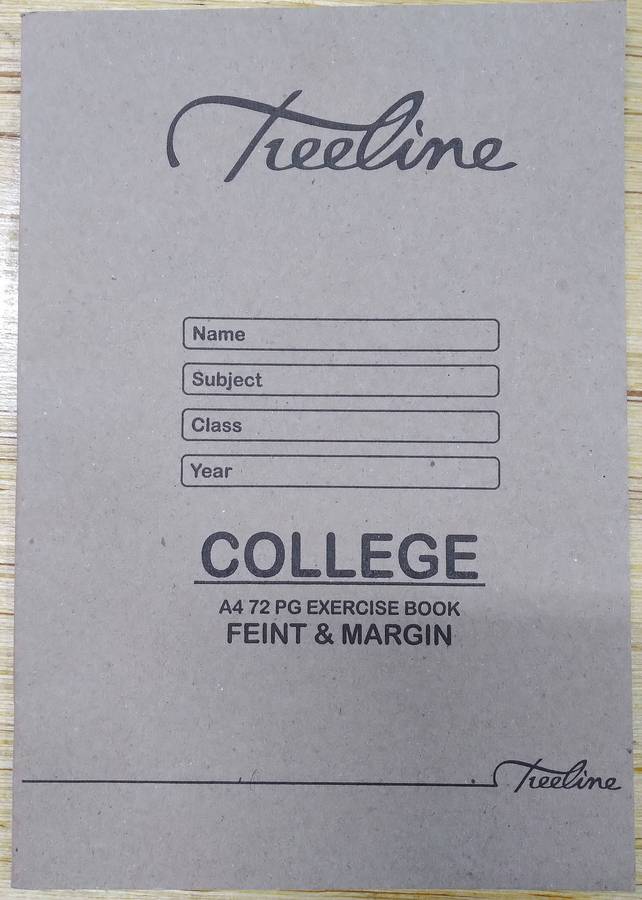 Treeline
Name
Subject
Class
Year
COLLEGE
A4 72 PG EXERCISE BOOK
FEINT & MARGIN
Treeline